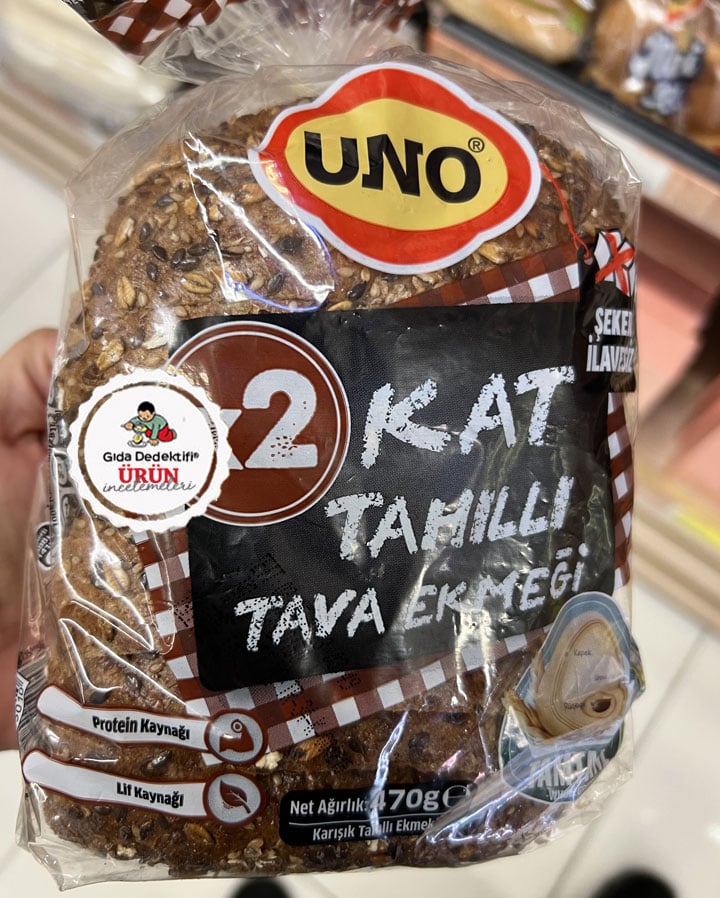 UNO®
ŞEKER
İLAVESİZ
x2 KAT
TAHILLI
TAVA EKMEĞİ
Gıda Dedektifi®
ÜRÜN
incelemeleri
Protein Kaynağı
Lif Kaynağı
Net Ağırlık: 470g e
Karışık Tahıllı Ekmek
Kepek